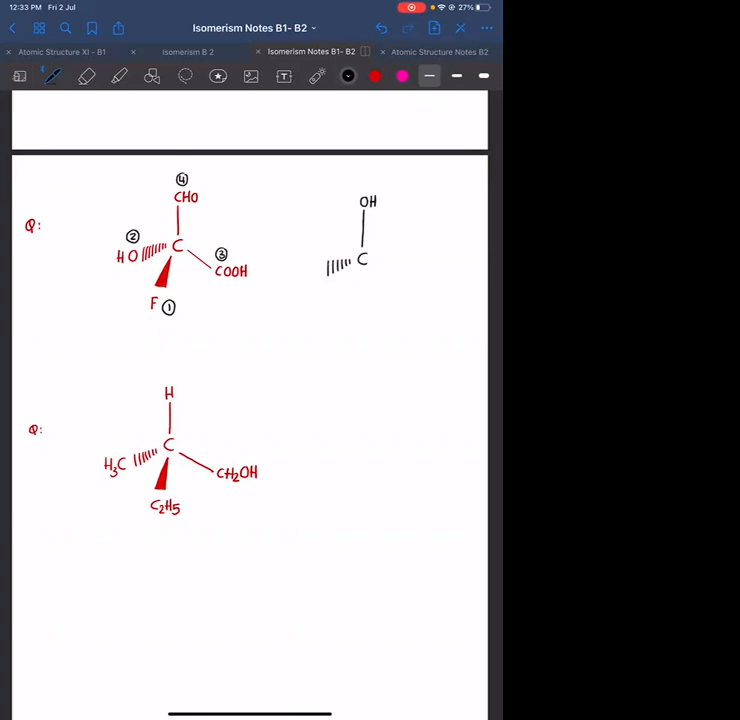 12:33 PM Fri 2 Jul 27%
Isomerism Notes B1- B2
Atomic Structure XI - B1 Isomerism B 2 Isomerism Notes B1- B2 Atomic Structure Notes B2
④
CHO
OH
Q:
②
HO C ③
COOH
C
F ①
H
Q:
C
H₃C
CH₂OH
C₂H₅